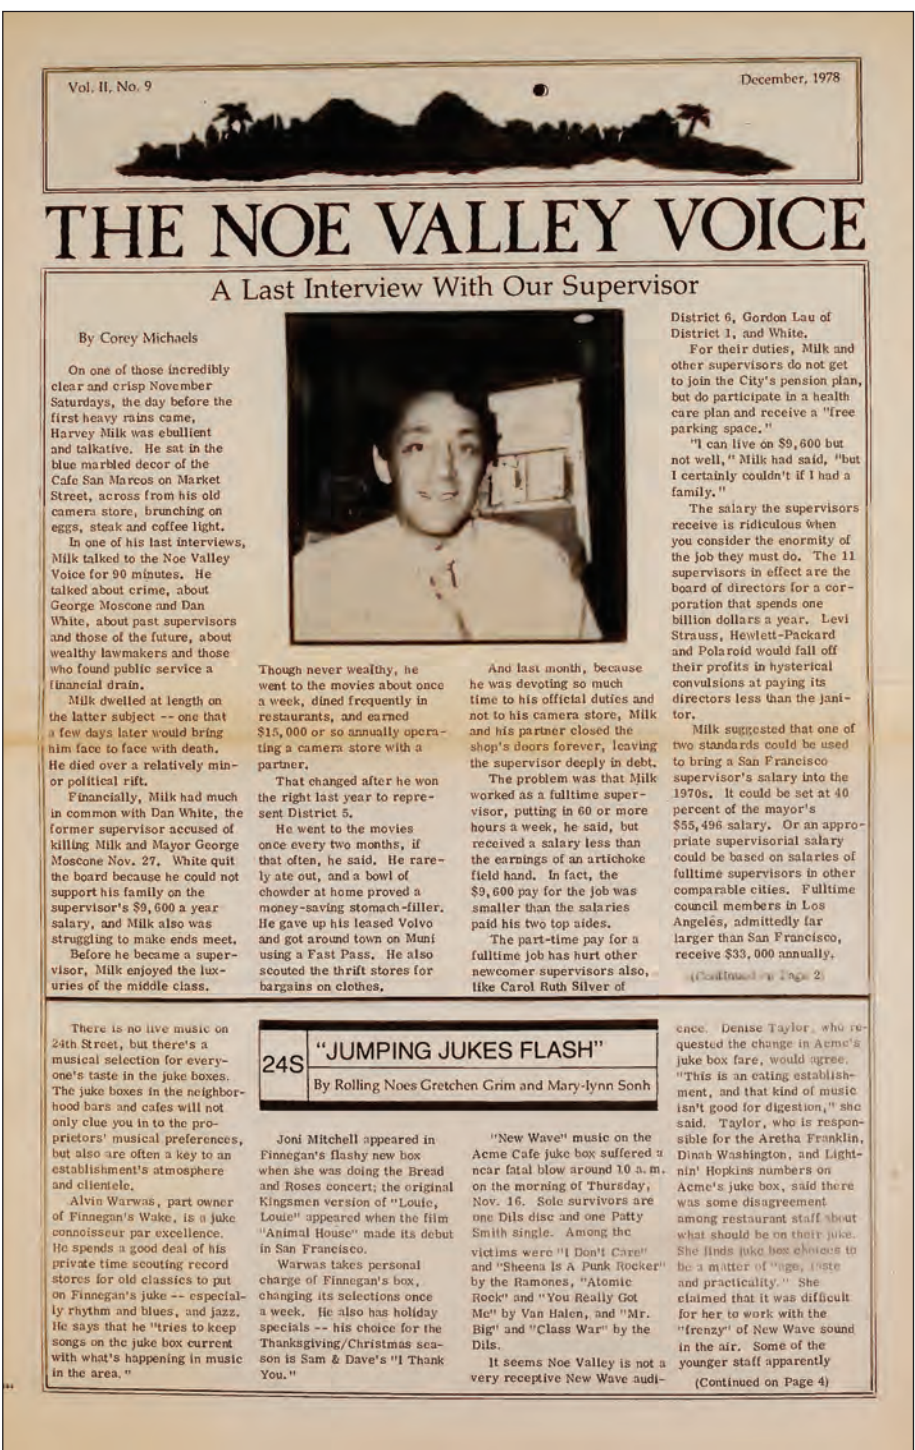 Vol. II, No. 9
December, 1978
THE NOE VALLEY VOICE
A Last Interview With Our Supervisor
By Corey Michaels
On one of those incredibly
clear and crisp November
Saturdays, the day before the
first heavy rains came,
Harvey Milk was ebullient
and talkative. He sat in the
blue marbled decor of the
Cafe San Marcos on Market
Street, across from his old
camera store, brunching on
eggs, steak and coffee light.
In one of his last interviews,
Milk talked to the Noe Valley
Voice for 90 minutes. He
talked about crime, about
George Moscone and Dan
White, about past supervisors
and those of the future, about
wealthy lawmakers and those
who found public service a
financial drain.
Milk dwelled at length on
the latter subject -- one that
a few days later would bring
him face to face with death.
He died over a relatively min-
or political rift.
Financially, Milk had much
in common with Dan White, the
former supervisor accused of
killing Milk and Mayor George
Moscone Nov. 27. White quit
the board because he could not
support his family on the
supervisor's $9,600 a year
salary, and Milk also was
struggling to make ends meet.
Before he became a super-
visor, Milk enjoyed the lux-
uries of the middle class.
Though never wealthy, he
went to the movies about once
a week, dined frequently in
restaurants, and earned
$15,000 or so annually opera-
ting a camera store with a
partner.
That changed after he won
the right last year to repre-
sent District 5.
He went to the movies
once every two months, if
that often, he said. He rare-
ly ate out, and a bowl of
chowder at home proved a
money-saving stomach-filler.
He gave up his leased Volvo
and got around town on Muni
using a Fast Pass. He also
scouted the thrift stores for
bargains on clothes.
And last month, because
he was devoting so much
time to his official duties and
not to his camera store, Milk
and his partner closed the
shop's doors forever, leaving
the supervisor deeply in debt.
The problem was that Milk
worked as a fulltime super-
visor, putting in 60 or more
hours a week, he said, but
received a salary less than
the earnings of an artichoke
field hand. In fact, the
$9,600 pay for the job was
smaller than the salaries
paid his two top aides.
The part-time pay for a
fulltime job has hurt other
newcomer supervisors also,
like Carol Ruth Silver of
District 6, Gordon Lau of
District 1, and White.
For their duties, Milk and
other supervisors do not get
to join the City's pension plan,
but do participate in a health
care plan and receive a "free
parking space."
"I can live on $9,600 but
not well," Milk had said, "but
I certainly couldn't if I had a
family."
The salary the supervisors
receive is ridiculous when
you consider the enormity of
the job they must do. The 11
supervisors in effect are the
board of directors for a cor-
poration that spends one
billion dollars a year. Levi
Strauss, Hewlett-Packard
and Polaroid would fall off
their profits in hysterical
convulsions at paying its
directors less than the jani-
tor.
Milk suggested that one of
two standards could be used
to bring a San Francisco
supervisor's salary into the
1970s. It could be set at 40
percent of the mayor's
$55,496 salary. Or an appro-
priate supervisorial salary
could be based on salaries of
fulltime supervisors in other
comparable cities. Fulltime
council members in Los
Angeles, admittedly far
larger than San Francisco,
receive $33,000 annually.
(Continued on Page 2)
24S
"JUMPING JUKES FLASH"
By Rolling Noes Gretchen Grim and Mary-lynn Sonh
There is no live music on
24th Street, but there's a
musical selection for every-
one's taste in the juke boxes.
The juke boxes in the neighbor-
hood bars and cafes will not
only clue you in to the pro-
prietors' musical preferences,
but also are often a key to an
establishment's atmosphere
and clientele.
Alvin Warwas, part owner
of Finnegan's Wake, is a juke
connoisseur par excellence.
He spends a good deal of his
private time scouting record
stores for old classics to put
on Finnegan's juke -- especial-
ly rhythm and blues, and jazz.
He says that he "tries to keep
songs on the juke box current
with what's happening in music
in the area."
Joni Mitchell appeared in
Finnegan's flashy new box
when she was doing the Bread
and Roses concert; the original
Kingsmen version of "Louie,
Louie" appeared when the film
"Animal House" made its debut
in San Francisco.
Warwas takes personal
charge of Finnegan's box,
changing its selections once
a week. He also has holiday
specials -- his choice for the
Thanksgiving/Christmas sea-
son is Sam & Dave's "I Thank
You."
"New Wave" music on the
Acme Cafe juke box suffered a
near fatal blow around 10 a.m.
on the morning of Thursday,
Nov. 16. Sole survivors are
one Dils disc and one Patty
Smith single. Among the
victims were "I Don't Care"
and "Sheena Is A Punk Rocker"
by the Ramones, "Atomic
Rock" and "You Really Got
Me" by Van Halen, and "Mr.
Big" and "Class War" by the
Dils.
It seems Noe Valley is not a
very receptive New Wave audi-
ence. Denise Taylor, who re-
quested the change in Acme's
juke box fare, would agree.
"This is an eating establish-
ment, and that kind of music
isn't good for digestion," she
said. Taylor, who is respon-
sible for the Aretha Franklin,
Dinah Washington, and Light-
nin' Hopkins numbers on
Acme's juke box, said there
was some disagreement
among restaurant staff about
what should be on their juke.
She finds juke box choices to
be a matter of "age, taste
and practicality." She
claimed that it was difficult
for her to work with the
"frenzy" of New Wave sound
in the air. Some of the
younger staff apparently
(Continued on Page 4)